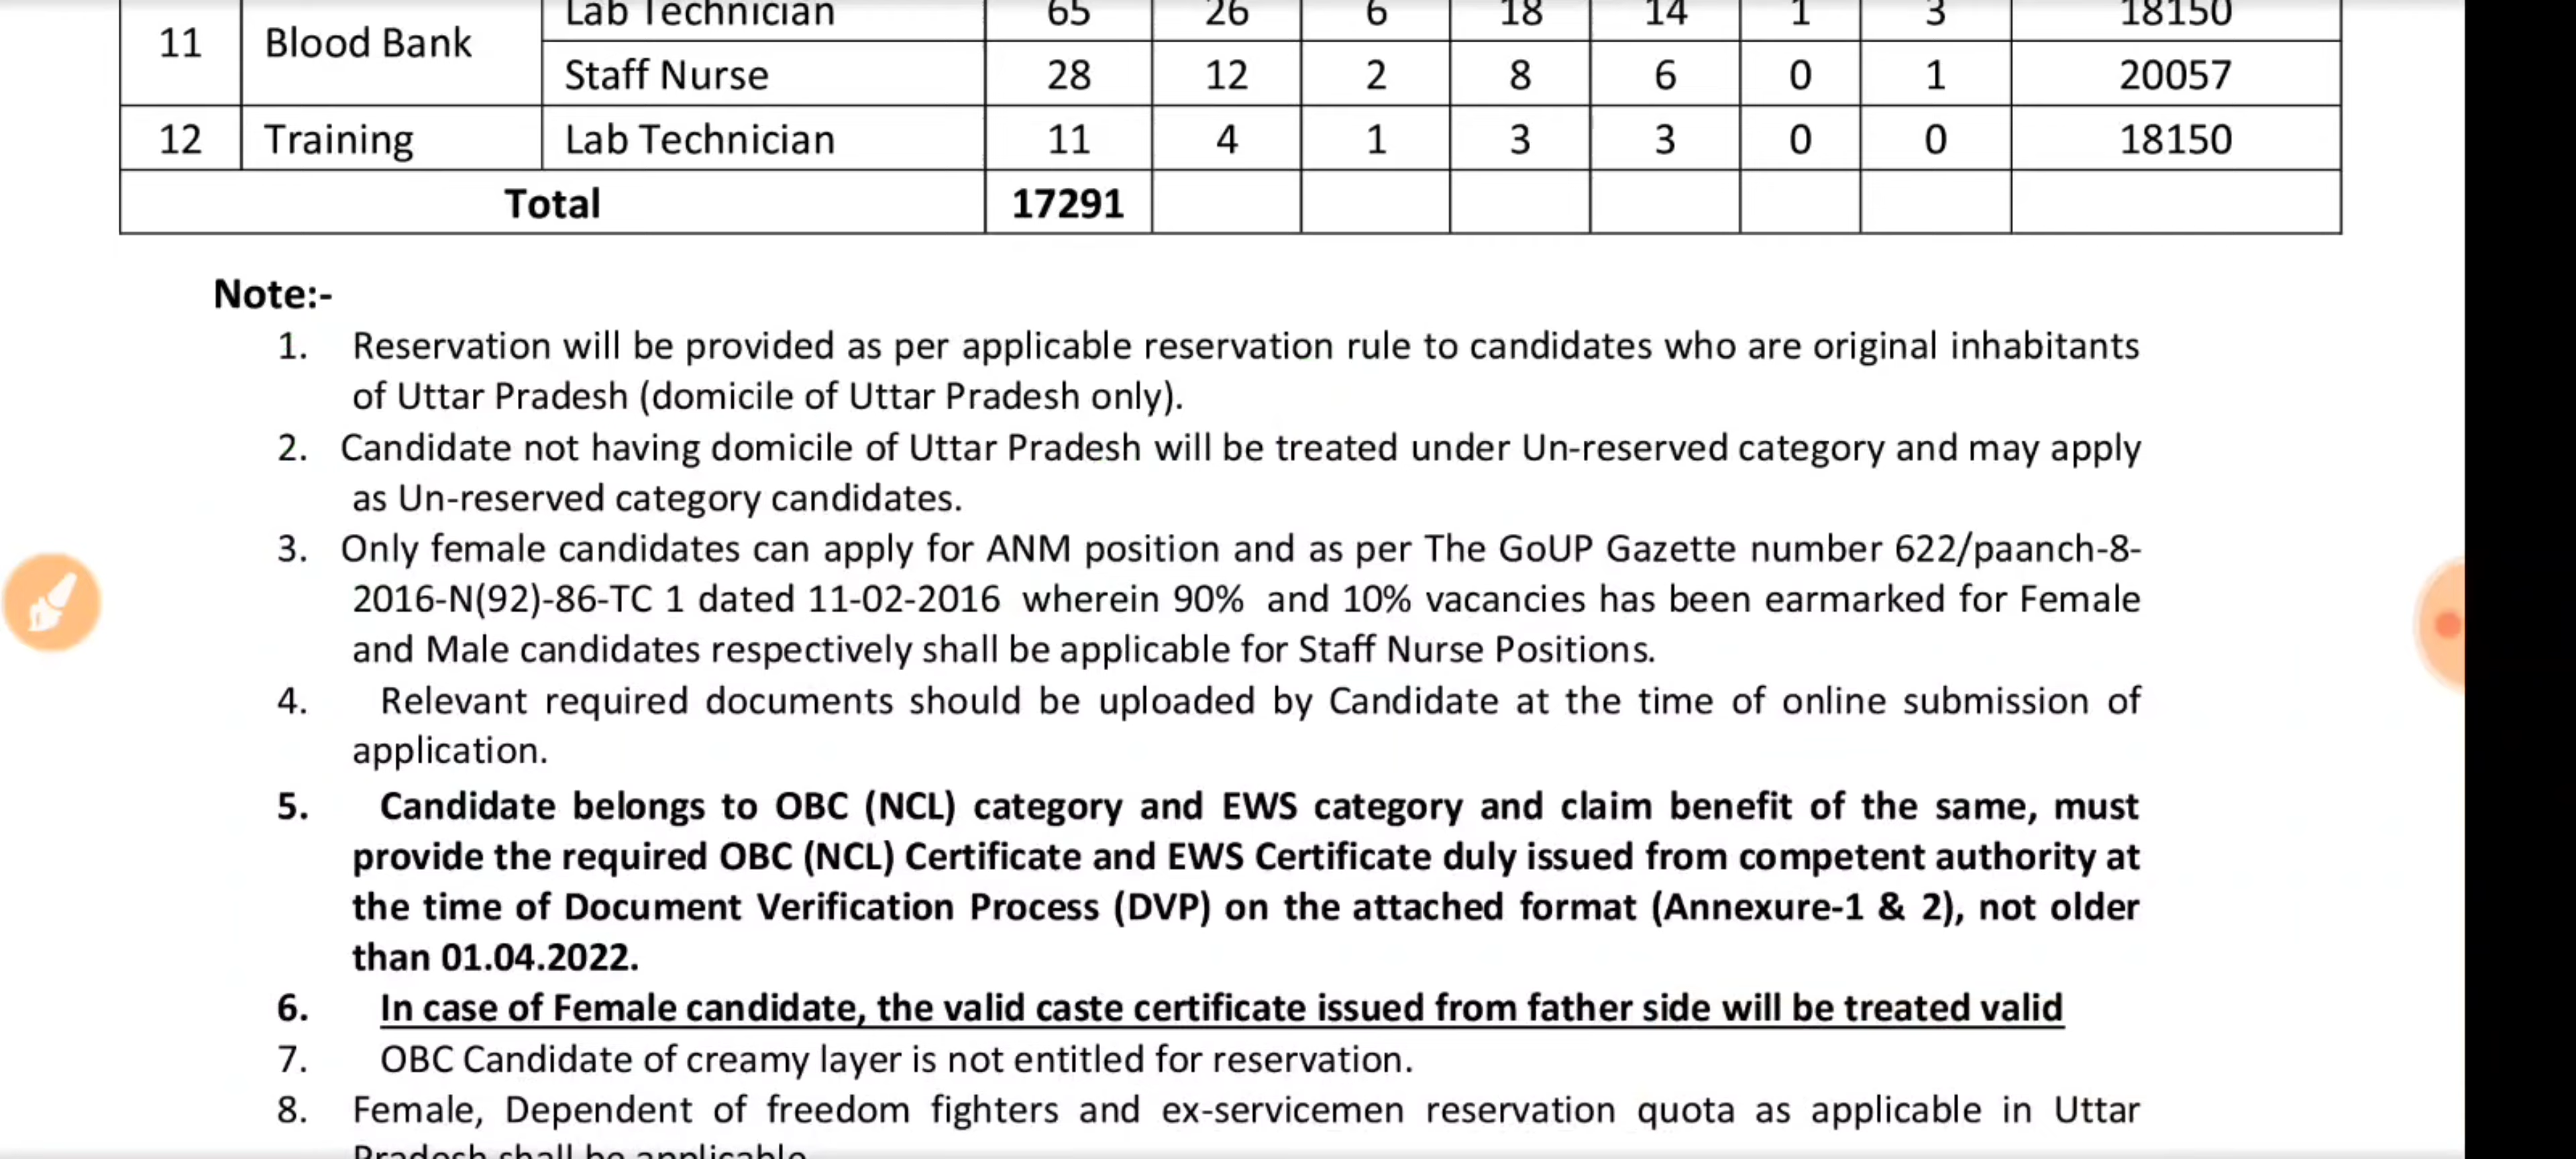 Lab Technician 65 26 6 18 14 1 3 18150
11 Blood Bank
Staff Nurse 28 12 2 8 6 0 1 20057
12 Training Lab Technician 11 4 1 3 3 0 0 18150
Total 17291
Note:-
1. Reservation will be provided as per applicable reservation rule to candidates who are original inhabitants
of Uttar Pradesh (domicile of Uttar Pradesh only).
2. Candidate not having domicile of Uttar Pradesh will be treated under Un-reserved category and may apply
as Un-reserved category candidates.
3. Only female candidates can apply for ANM position and as per The GoUP Gazette number 622/paanch-8-
2016-N(92)-86-TC 1 dated 11-02-2016 wherein 90% and 10% vacancies has been earmarked for Female
and Male candidates respectively shall be applicable for Staff Nurse Positions.
4. Relevant required documents should be uploaded by Candidate at the time of online submission of
application.
5. Candidate belongs to OBC (NCL) category and EWS category and claim benefit of the same, must
provide the required OBC (NCL) Certificate and EWS Certificate duly issued from competent authority at
the time of Document Verification Process (DVP) on the attached format (Annexure-1 & 2), not older
than 01.04.2022.
6. In case of Female candidate, the valid caste certificate issued from father side will be treated valid
7. OBC Candidate of creamy layer is not entitled for reservation.
8. Female, Dependent of freedom fighters and ex-servicemen reservation quota as applicable in Uttar
Pradesh shall be applicable